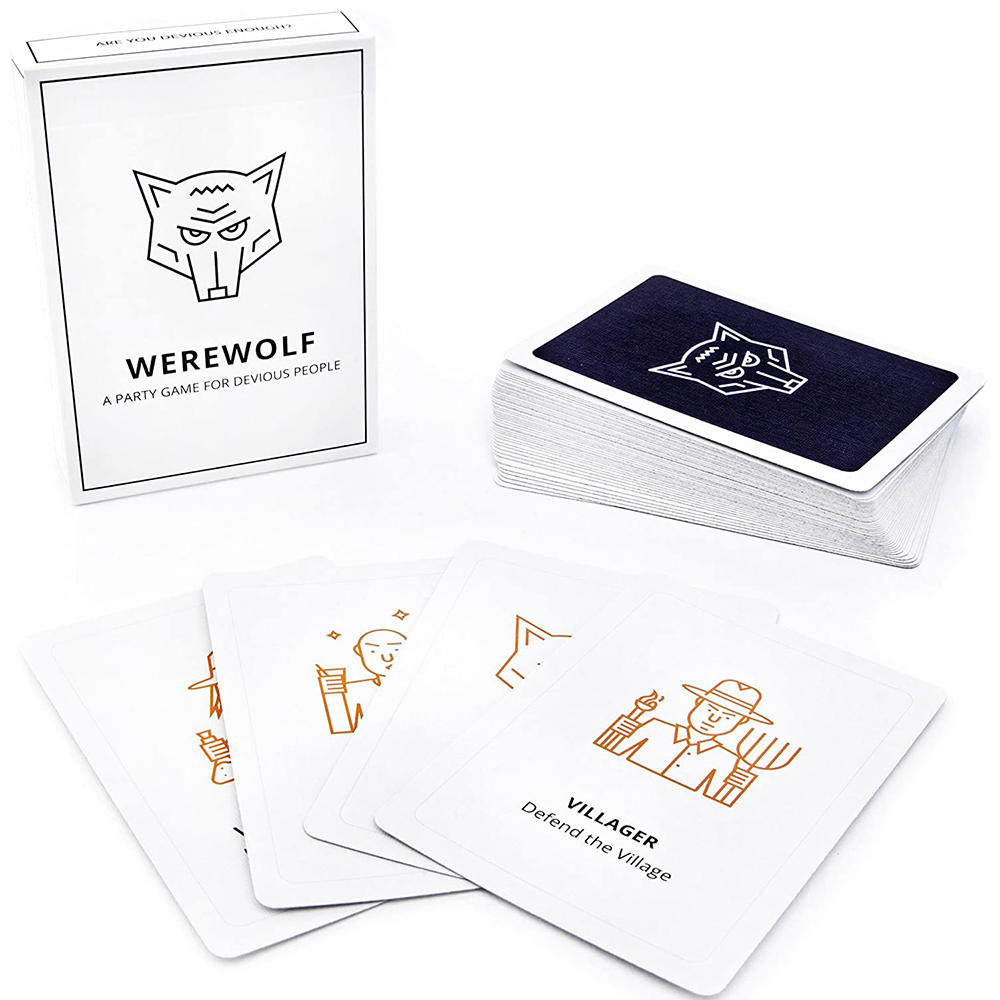 ARE YOU DEVIOUS ENOUGH?
WEREWOLF
A PARTY GAME FOR DEVIOUS PEOPLE
VILLAGER
Defend the Village